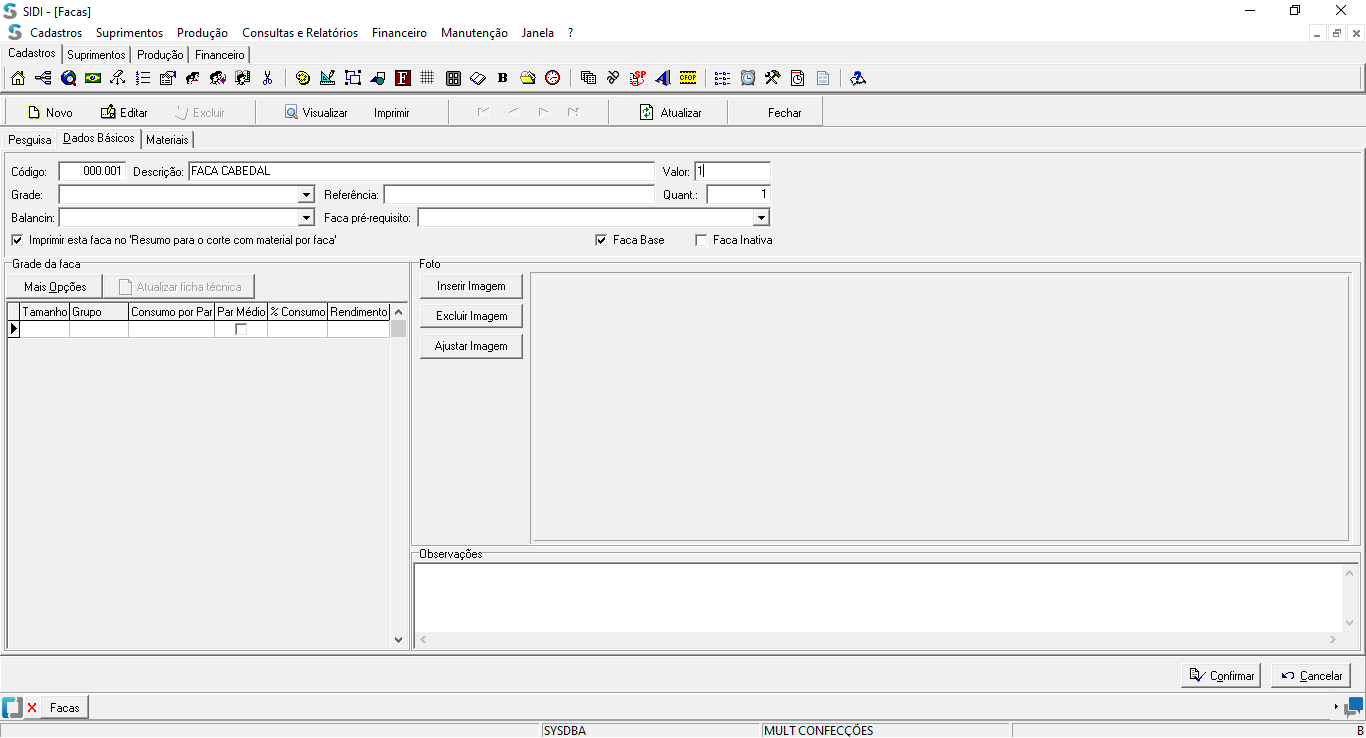 SIDI - [Facas]
Cadastros Suprimentos Produção Consultas e Relatórios Financeiro Manutenção Janela ?
Cadastros Suprimentos Produção Financeiro
F B SP CFOP
Novo Editar Excluir Visualizar Imprimir Atualizar Fechar
Pesquisa Dados Básicos Materiais
Código: 000.001 Descrição: FACA CABEDAL Valor: 1
Grade: Referência: Quant.: 1
Balancin: Faca pré-requisito:
Imprimir esta faca no 'Resumo para o corte com material por faca' Faca Base Faca Inativa
Grade da faca
Mais Opções Atualizar ficha técnica
Tamanho Grupo Consumo por Par Par Médio % Consumo Rendimento
Foto
Inserir Imagem
Excluir Imagem
Ajustar Imagem
Observações
Confirmar Cancelar
Facas
SYSDBA MULT CONFECÇÕES B